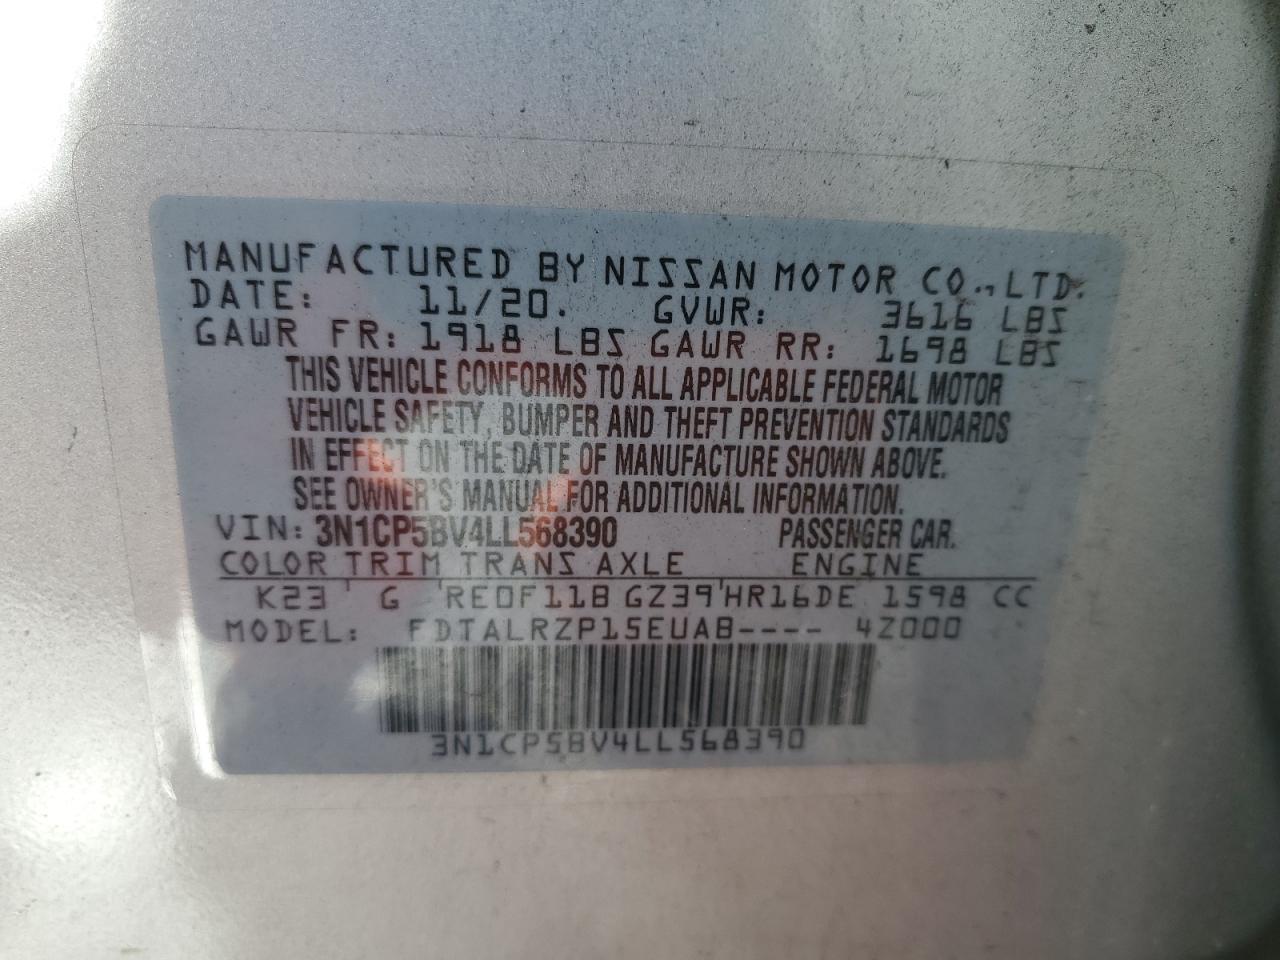 MANUFACTURED BY NISSAN MOTOR CO., LTD.
DATE: 11/20. GVWR: 3616 LBS
GAWR FR: 1918 LBS GAWR RR: 1698 LBS
THIS VEHICLE CONFORMS TO ALL APPLICABLE FEDERAL MOTOR
VEHICLE SAFETY, BUMPER AND THEFT PREVENTION STANDARDS
IN EFFECT ON THE DATE OF MANUFACTURE SHOWN ABOVE.
SEE OWNER'S MANUAL FOR ADDITIONAL INFORMATION.
VIN: 3N1CP5BV4LL568390 PASSENGER CAR.
COLOR TRIM TRANS AXLE ENGINE
K23 ' G ' RE0F11B GZ39 ' HR16DE 1598 CC
MODEL: FDTALRZP15EUAB---- 4Z000
3N1CP5BV4LL568390